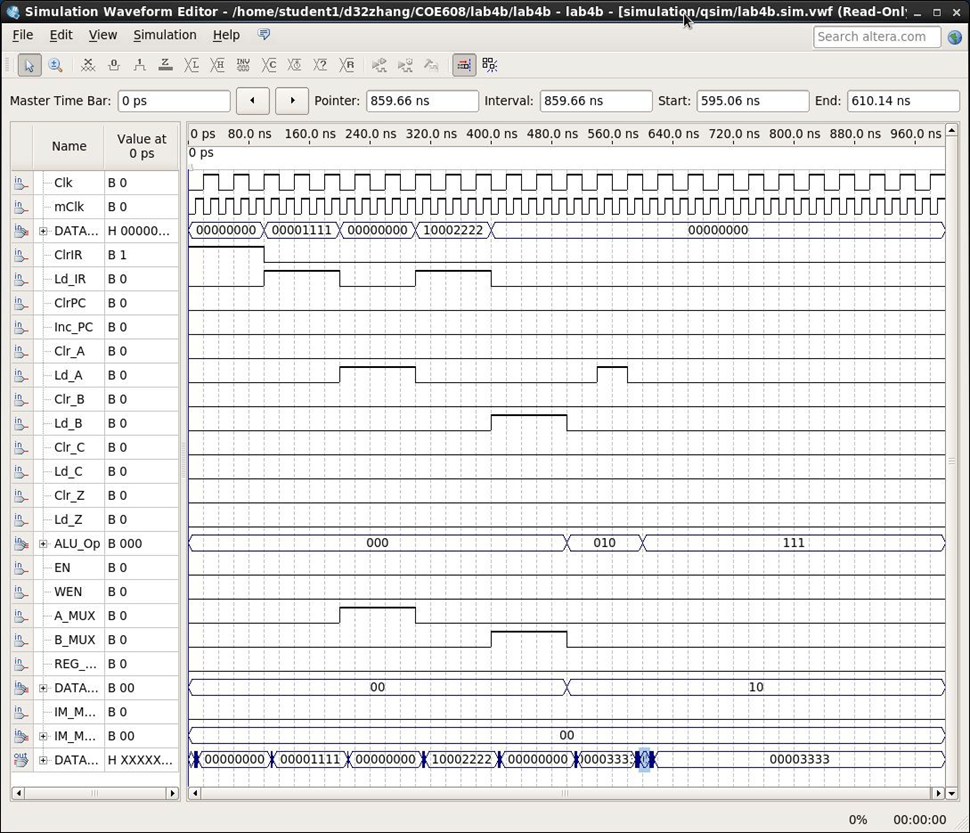 Simulation Waveform Editor - /home/student1/d32zhang/COE608/lab4b/lab4b - lab4b - [simulation/qsim/lab4b.sim.vwf (Read-Only
File Edit View Simulation Help Search altera.com
Master Time Bar: 0 ps Pointer: 859.66 ns Interval: 859.66 ns Start: 595.06 ns End: 610.14 ns
Name Value at 0 ps 0 ps 80.0 ns 160.0 ns 240.0 ns 320.0 ns 400.0 ns 480.0 ns 560.0 ns 640.0 ns 720.0 ns 800.0 ns 880.0 ns 960.0 ns
0 ps
Clk B 0
mClk B 0
DATA... H 00000... 00000000 00001111 00000000 10002222 00000000
ClrIR B 1
Ld_IR B 0
ClrPC B 0
Inc_PC B 0
Clr_A B 0
Ld_A B 0
Clr_B B 0
Ld_B B 0
Clr_C B 0
Ld_C B 0
Clr_Z B 0
Ld_Z B 0
ALU_Op B 000 000 010 111
EN B 0
WEN B 0
A_MUX B 0
B_MUX B 0
REG_... B 0
DATA... B 00 00 10
IM_M... B 0
IM_M... B 00 00
DATA... H XXXXX... 00000000 00001111 00000000 10002222 00000000 0000333 00003333
0% 00:00:00